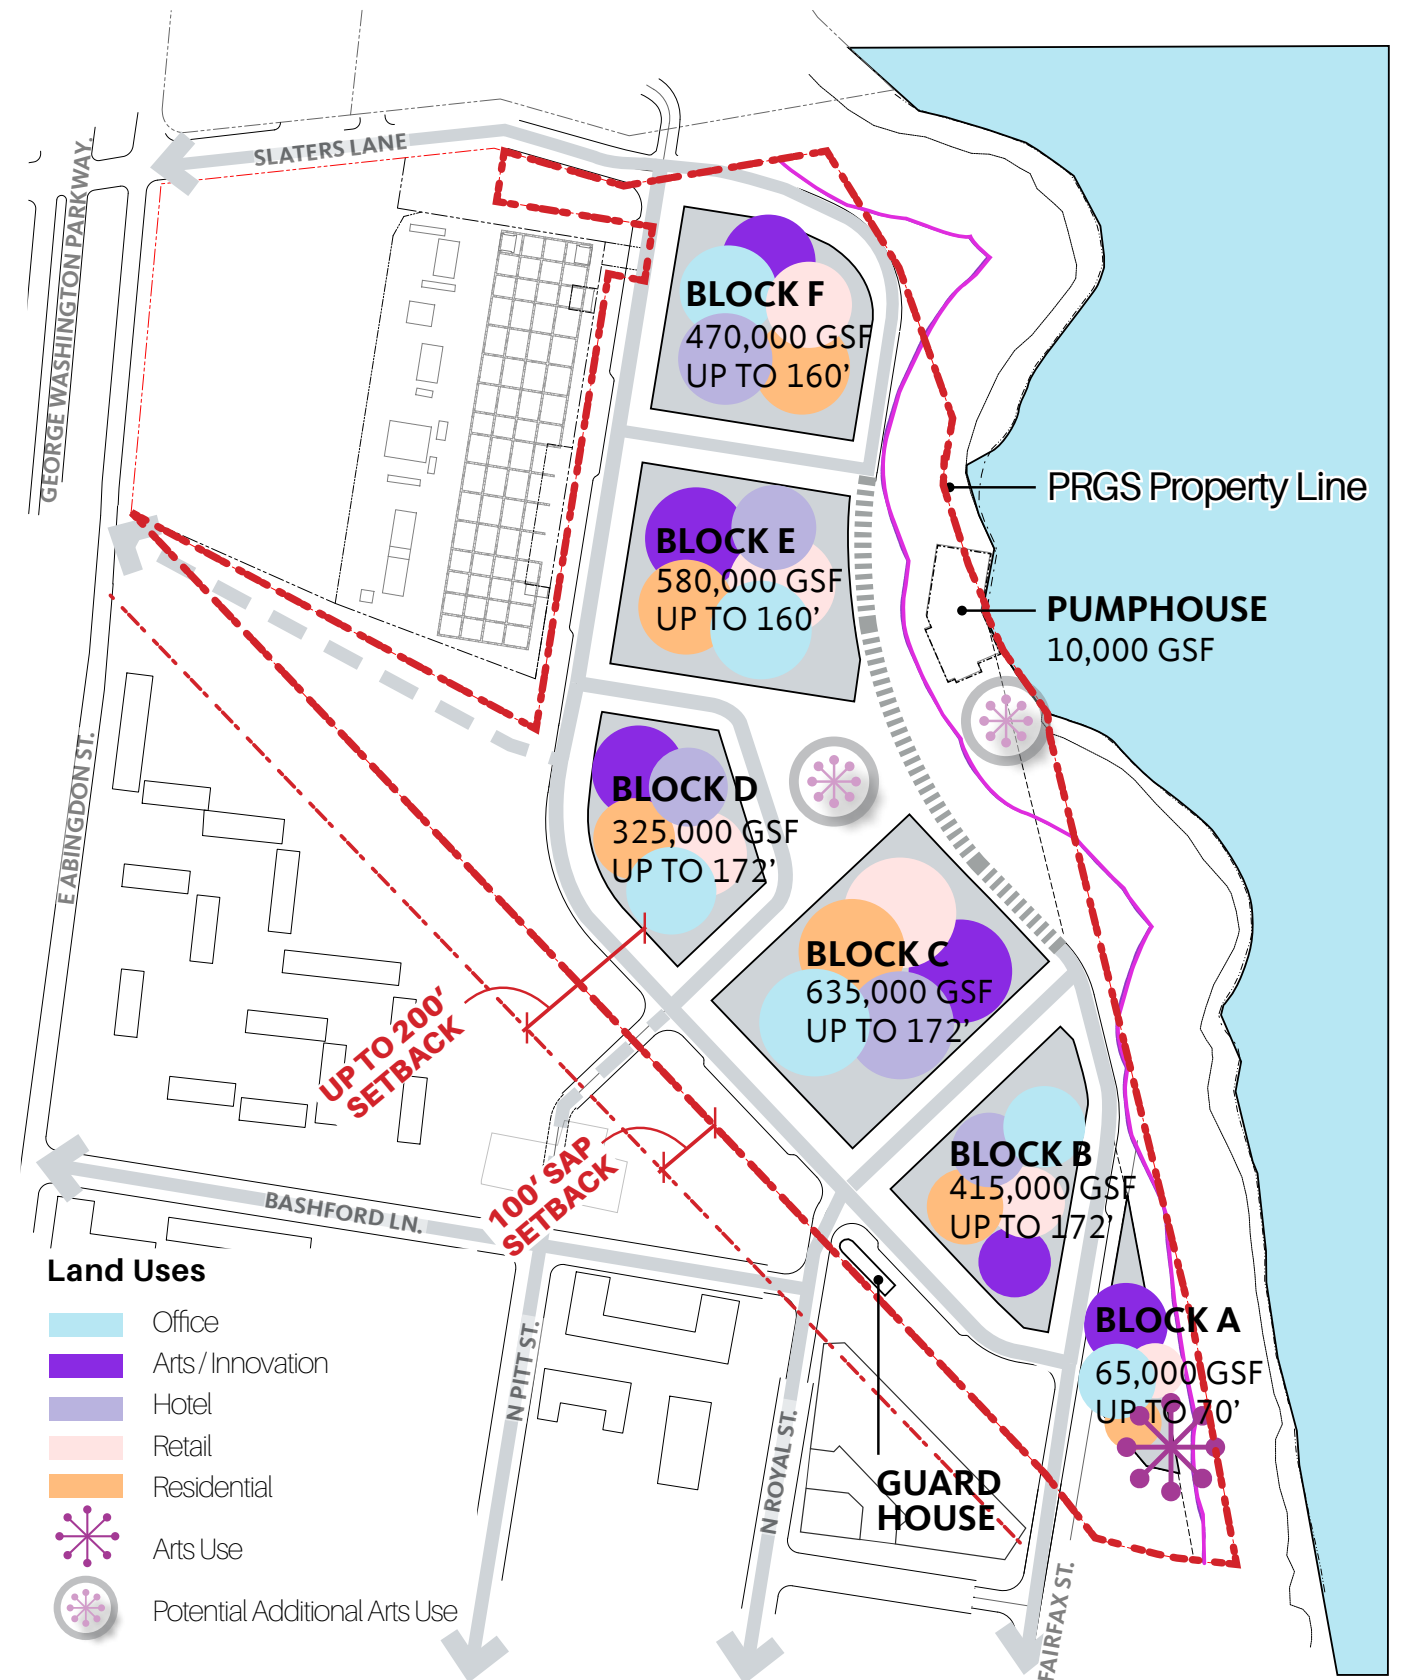 SLATERS LANE
GEORGE WASHINGTON PARKWAY.
BLOCK F
470,000 GSF
UP TO 160’
PRGS Property Line
BLOCK E
580,000 GSF
UP TO 160’
PUMPHOUSE
10,000 GSF
E ABINGDON ST.
BLOCK D
325,000 GSF
UP TO 172’
BLOCK C
635,000 GSF
UP TO 172’
UP TO 200’
SETBACK
100’ SAP
SETBACK
BLOCK B
415,000 GSF
UP TO 172’
BASHFORD LN.
BLOCK A
65,000 GSF
UP TO 70’
N PITT ST.
N ROYAL ST.
GUARD
HOUSE
FAIRFAX ST.
Land Uses
Office
Arts / Innovation
Hotel
Retail
Residential
Arts Use
Potential Additional Arts Use